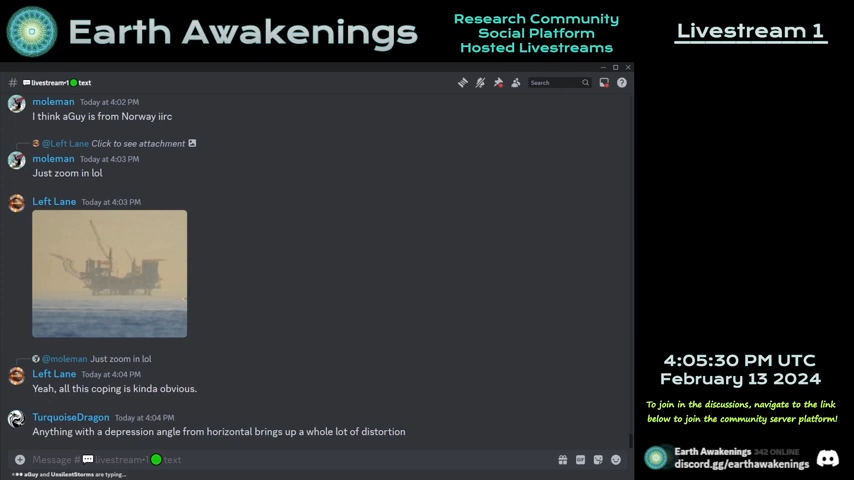 Earth Awakenings
Research Community
Social Platform
Hosted Livestreams
Livestream 1
# livestream-1 text
Search
moleman Today at 4:02 PM
I think aGuy is from Norway iirc
@Left Lane Click to see attachment
moleman Today at 4:03 PM
Just zoom in lol
Left Lane Today at 4:03 PM
@moleman Just zoom in lol
Left Lane Today at 4:04 PM
Yeah, all this coping is kinda obvious.
TurquoiseDragon Today at 4:04 PM
Anything with a depression angle from horizontal brings up a whole lot of distortion
Message # livestream-1 text
GIF
aGuy and UnsilentStorms are typing...
4:05:30 PM UTC
February 13 2024
To join in the discussions, navigate to the link
below to join the community server platform!
Earth Awakenings 342 ONLINE
discord.gg/earthawakenings